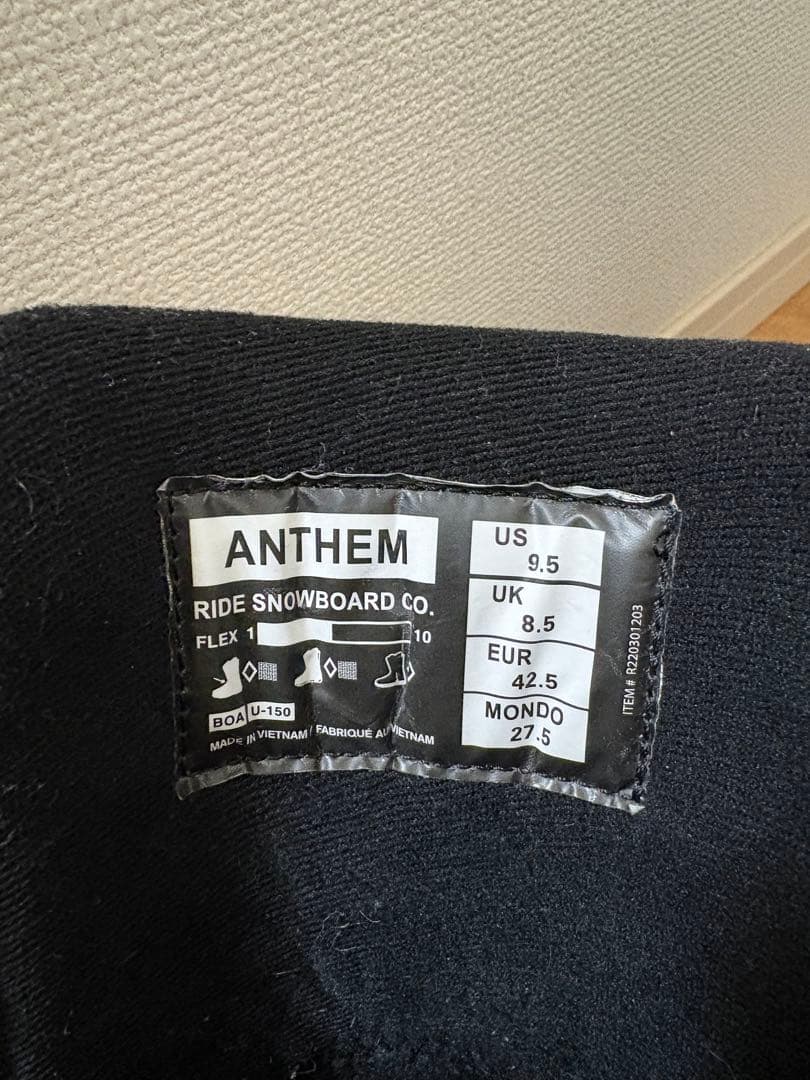 ANTHEM
RIDE SNOWBOARD CO.
FLEX 1 10
BOA U-150
MADE IN VIETNAM / FABRIQUÉ AU VIETNAM
US
9.5
UK
8.5
EUR
42.5
MONDO
27.5
ITEM # R220301203